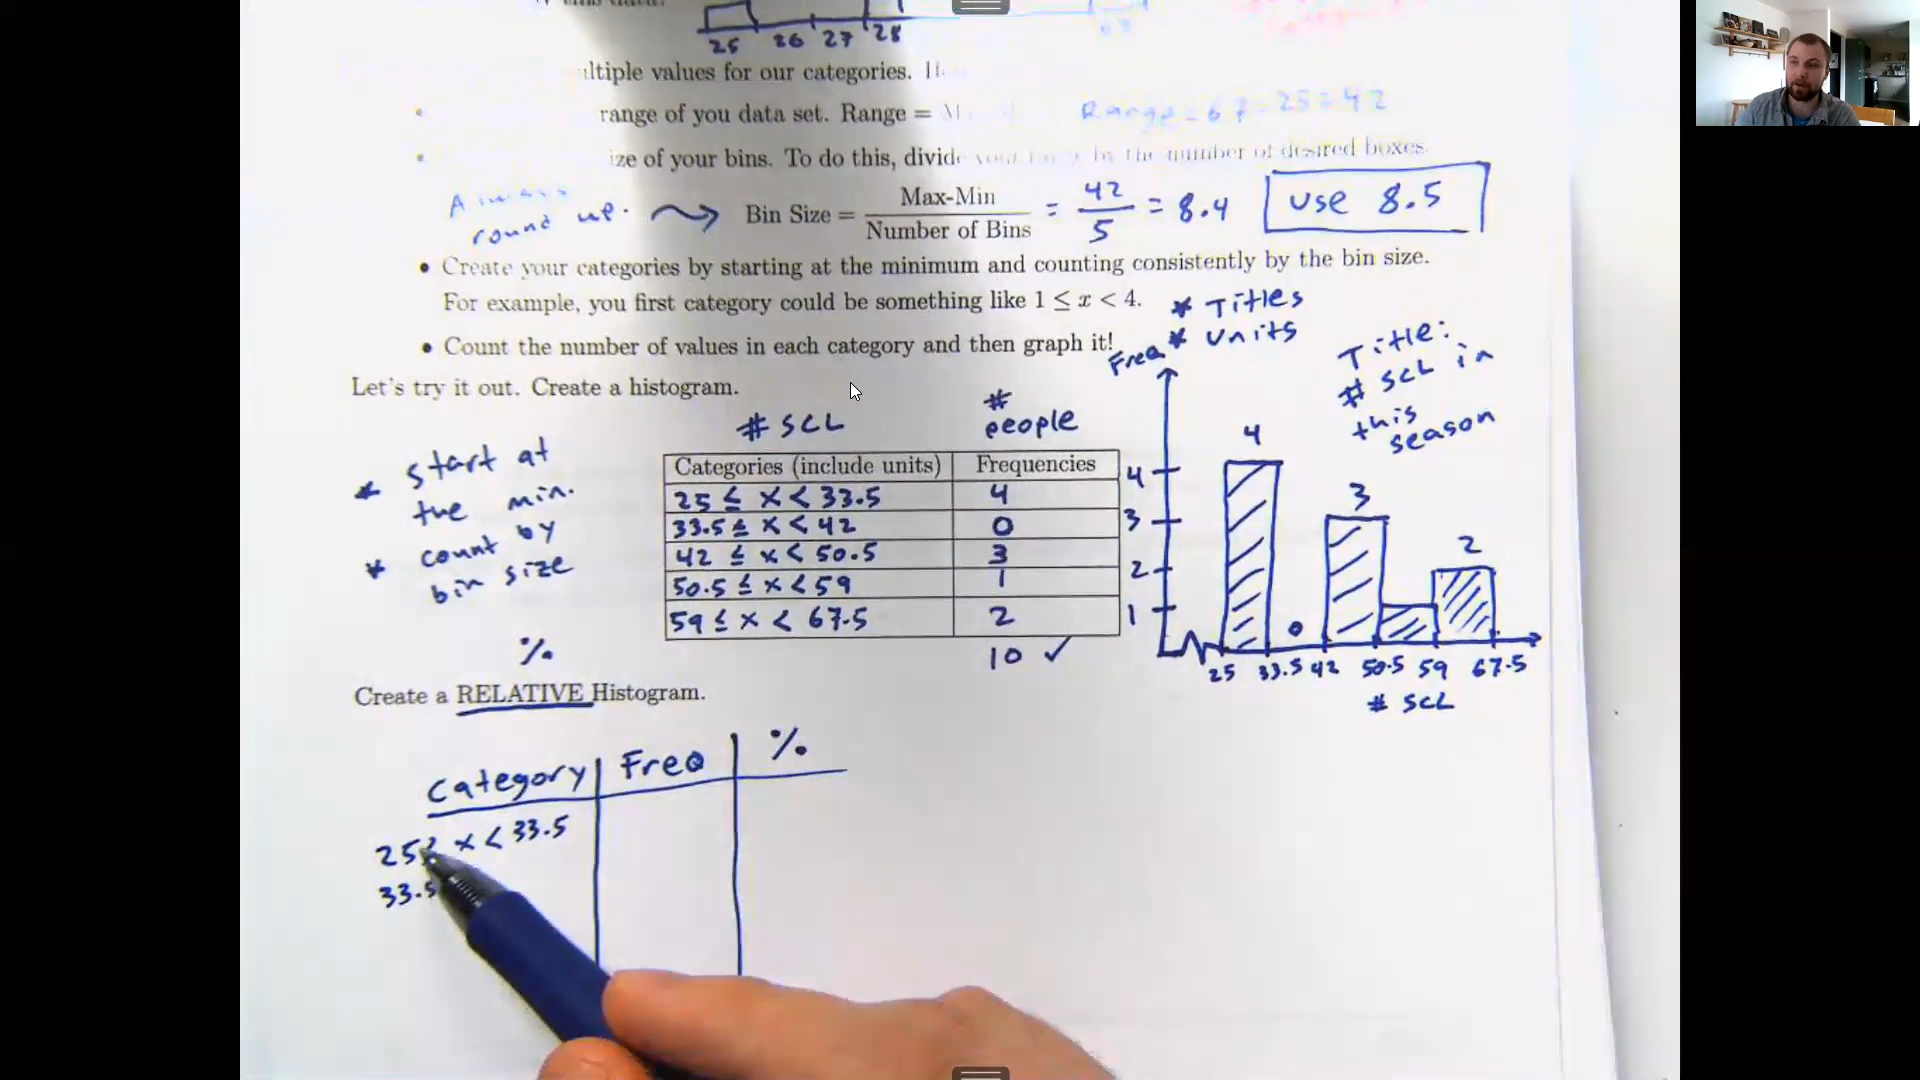 25 26 27 28
ltiple values for our categories.
range of you data set. Range = Range = 67 - 25 = 42
ize of your bins. To do this, divide your range by the number of desired boxes.
Always
round up. Bin Size = Max-Min / Number of Bins = 42 / 5 = 8.4 use 8.5
• Create your categories by starting at the minimum and counting consistently by the bin size.
For example, you first category could be something like 1 ≤ x < 4.
* Titles
* Units
• Count the number of values in each category and then graph it!
Let's try it out. Create a histogram.
* start at
the min.
* count by
bin size
# SCL # people
Categories (include units) Frequencies
25 ≤ x < 33.5 4
33.5 ≤ x < 42 0
42 ≤ x < 50.5 3
50.5 ≤ x < 59 1
59 ≤ x < 67.5 2
10 ✓
Freq
Title:
# SCL in
this
season
4 3 2
4
3
2
1
25 33.5 42 50.5 59 67.5
# SCL
%
Create a RELATIVE Histogram.
Category Freq %
25 x < 33.5
33.5